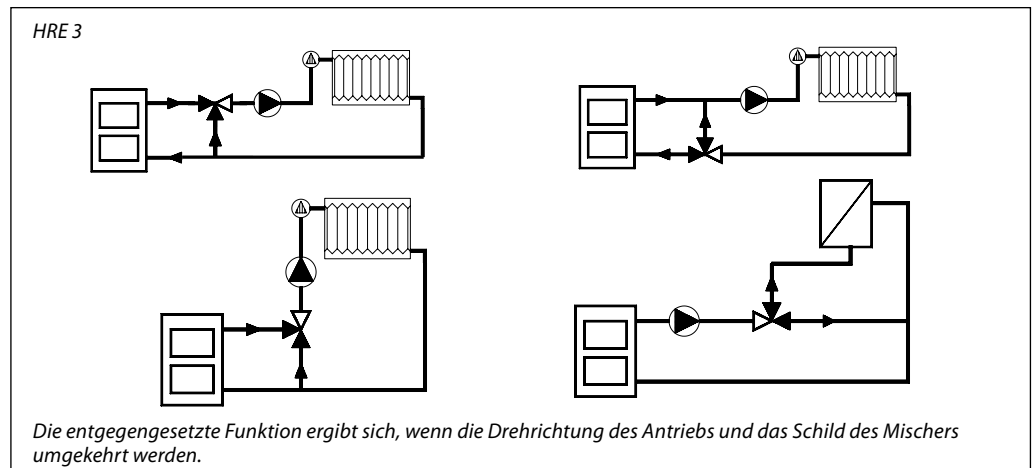 HRE 3
Die entgegengesetzte Funktion ergibt sich, wenn die Drehrichtung des Antriebs und das Schild des Mischers
umgekehrt werden.